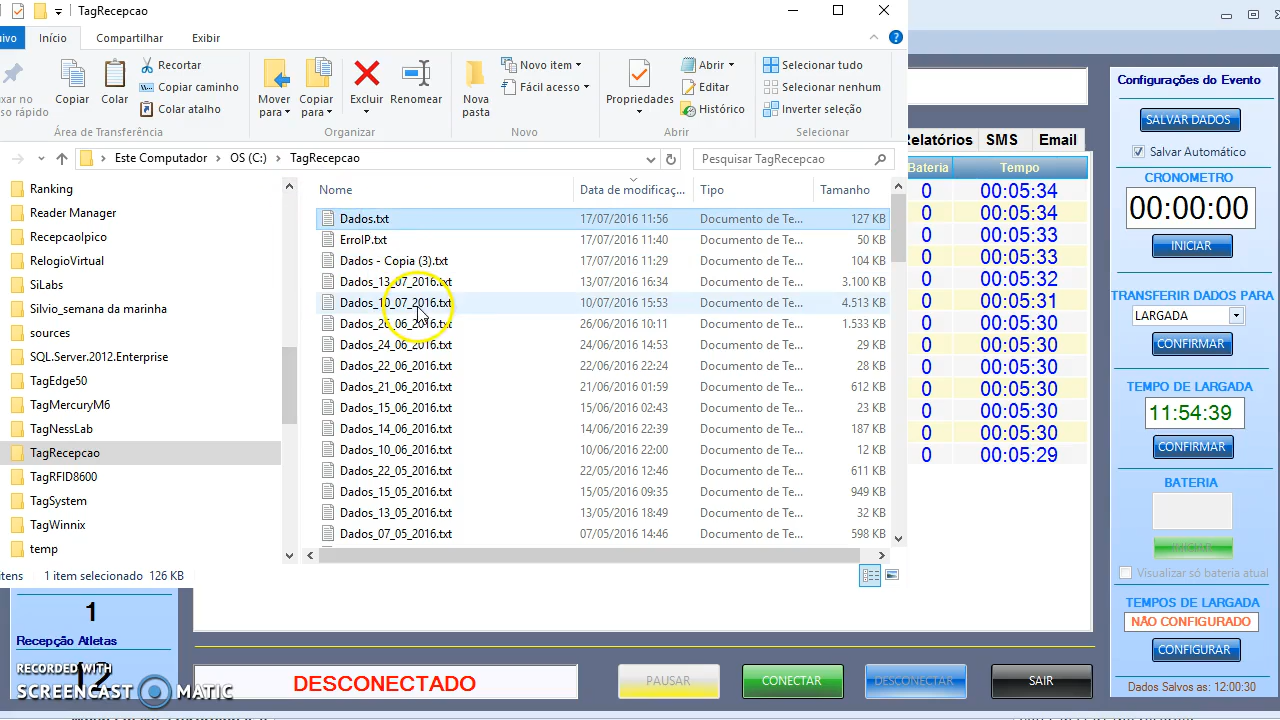 TagRecepcao
Início
Compartilhar
Exibir
Copiar
Colar
Recortar
Copiar caminho
Colar atalho
Mover para
Copiar para
Excluir
Renomear
Nova pasta
Novo item
Fácil acesso
Propriedades
Abrir
Editar
Histórico
Selecionar tudo
Selecionar nenhum
Inverter seleção
Área de Transferência
Organizar
Novo
Abrir
Selecionar
Este Computador > OS (C:) > TagRecepcao
Pesquisar TagRecepcao
Ranking
Reader Manager
RecepcaoIpico
RelogioVirtual
SiLabs
Silvio_semana da marinha
sources
SQL.Server.2012.Enterprise
TagEdge50
TagMercuryM6
TagNessLab
TagRecepcao
TagRFID8600
TagSystem
TagWinnix
temp
Nome Data de modificaç... Tipo Tamanho
Dados.txt 17/07/2016 11:56 Documento de Te... 127 KB
ErroIP.txt 17/07/2016 11:40 Documento de Te... 50 KB
Dados - Copia (3).txt 17/07/2016 11:29 Documento de Te... 104 KB
Dados_13_07_2016.txt 13/07/2016 16:34 Documento de Te... 3.100 KB
Dados_10_07_2016.txt 10/07/2016 15:53 Documento de Te... 4.513 KB
Dados_26_06_2016.txt 26/06/2016 10:11 Documento de Te... 1.533 KB
Dados_24_06_2016.txt 24/06/2016 14:53 Documento de Te... 29 KB
Dados_22_06_2016.txt 22/06/2016 22:24 Documento de Te... 28 KB
Dados_21_06_2016.txt 21/06/2016 01:59 Documento de Te... 612 KB
Dados_15_06_2016.txt 15/06/2016 02:43 Documento de Te... 23 KB
Dados_14_06_2016.txt 14/06/2016 22:39 Documento de Te... 187 KB
Dados_10_06_2016.txt 10/06/2016 22:00 Documento de Te... 12 KB
Dados_22_05_2016.txt 22/05/2016 12:46 Documento de Te... 611 KB
Dados_15_05_2016.txt 15/05/2016 09:35 Documento de Te... 949 KB
Dados_13_05_2016.txt 13/05/2016 18:49 Documento de Te... 32 KB
Dados_07_05_2016.txt 07/05/2016 14:46 Documento de Te... 598 KB
1 item selecionado 126 KB
Relatórios SMS Email
Bateria Tempo
0 00:05:34
0 00:05:34
0 00:05:33
0 00:05:33
0 00:05:32
0 00:05:31
0 00:05:30
0 00:05:30
0 00:05:30
0 00:05:30
0 00:05:30
0 00:05:30
0 00:05:29
Configurações do Evento
SALVAR DADOS
Salvar Automático
CRONOMETRO
00:00:00
INICIAR
TRANSFERIR DADOS PARA
LARGADA
CONFIRMAR
TEMPO DE LARGADA
11:54:39
CONFIRMAR
BATERIA
Visualizar só bateria atual
TEMPOS DE LARGADA
NÃO CONFIGURADO
CONFIGURAR
Dados Salvos as: 12:00:30
1
Recepção Atletas
12
RECORDED WITH
SCREENCAST MATIC
DESCONECTADO
PAUSAR
CONECTAR
DESCONECTAR
SAIR